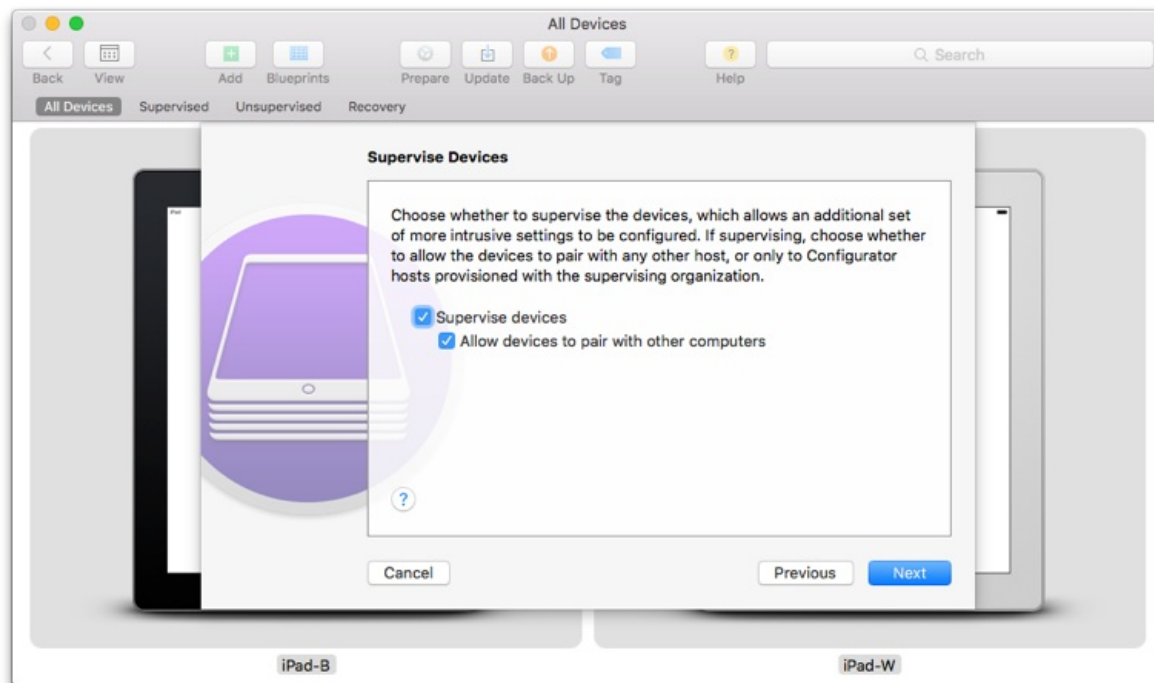 All Devices
Back View Add Blueprints Prepare Update Back Up Tag ? Help Search
All Devices Supervised Unsupervised Recovery
Supervise Devices
iPad
Choose whether to supervise the devices, which allows an additional set
of more intrusive settings to be configured. If supervising, choose whether
to allow the devices to pair with any other host, or only to Configurator
hosts provisioned with the supervising organization.
Supervise devices
Allow devices to pair with other computers
?
Cancel Previous Next
iPad-B iPad-W